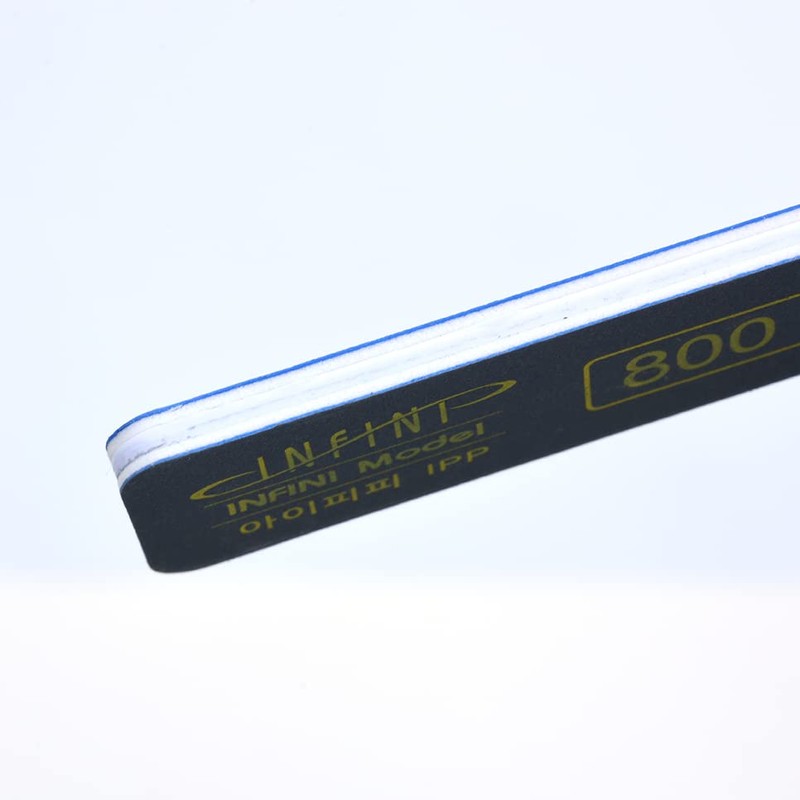 INFINI
INFINI Model
아이피피 IPP
800